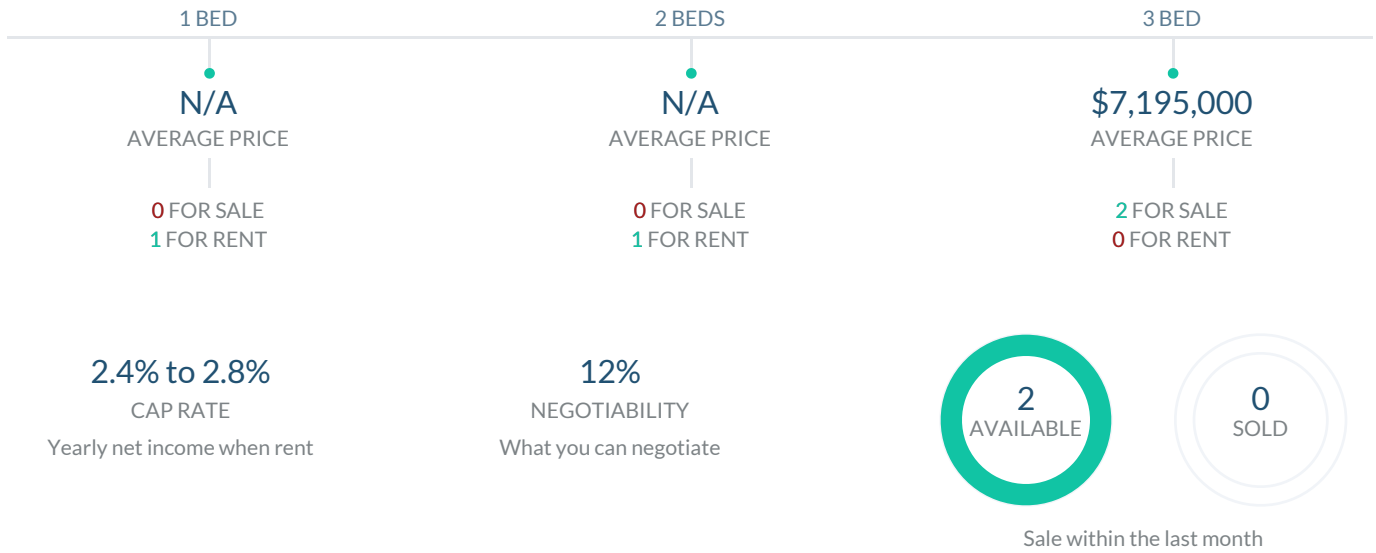 1 BED
N/A
AVERAGE PRICE
0 FOR SALE
1 FOR RENT
2 BEDS
N/A
AVERAGE PRICE
0 FOR SALE
1 FOR RENT
3 BED
$7,195,000
AVERAGE PRICE
2 FOR SALE
0 FOR RENT
2.4% to 2.8%
CAP RATE
Yearly net income when rent
12%
NEGOTIABILITY
What you can negotiate
2
AVAILABLE
0
SOLD
Sale within the last month